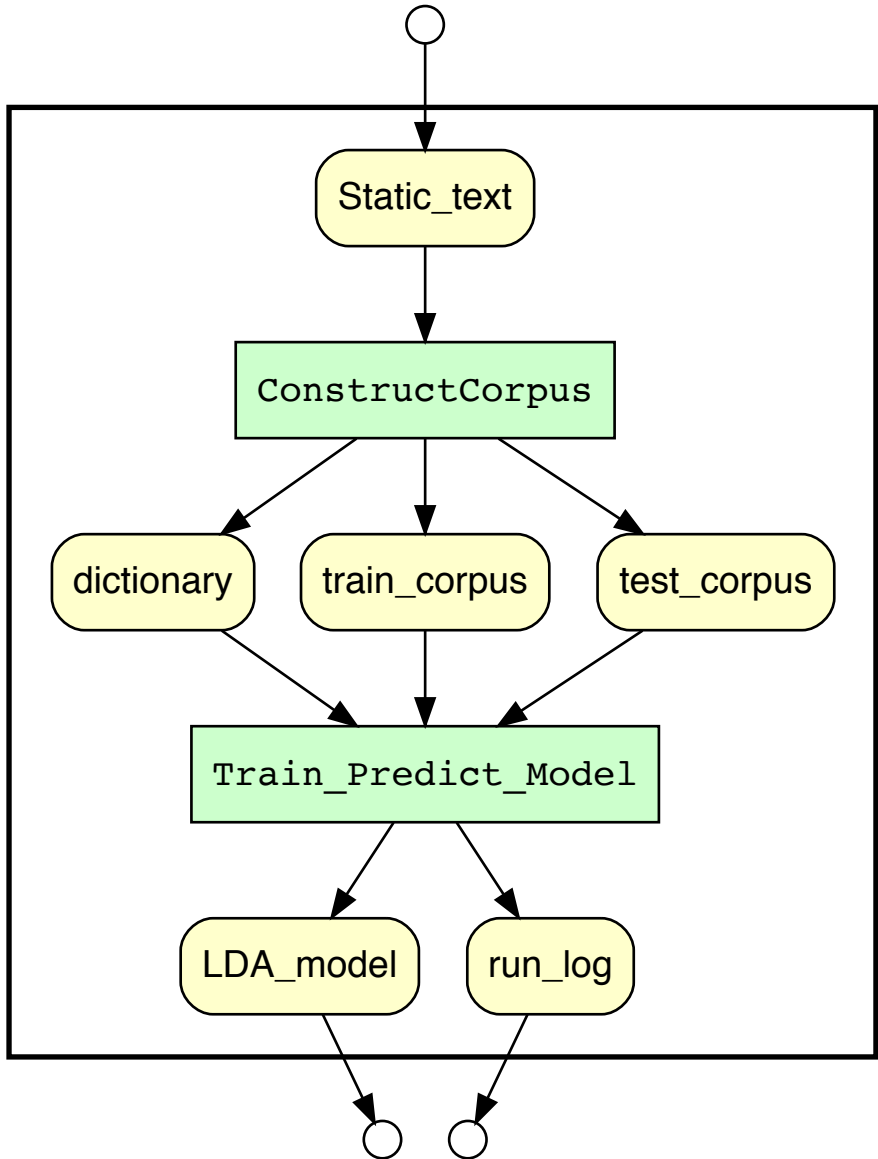 Static_text
ConstructCorpus
dictionary
train_corpus
test_corpus
Train_Predict_Model
LDA_model
run_log